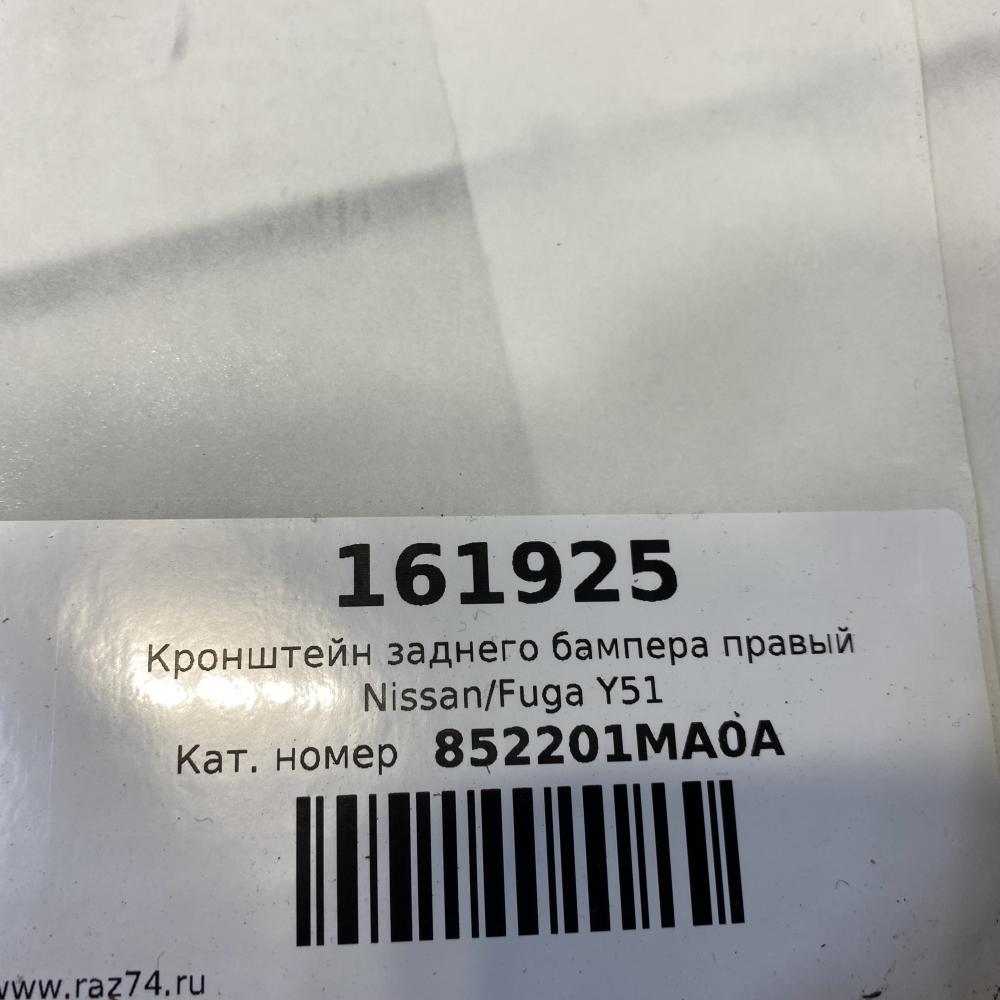 161925
Кронштейн заднего бампера правый
Nissan/Fuga Y51
Кат. номер 852201MA0A
www.raz74.ru